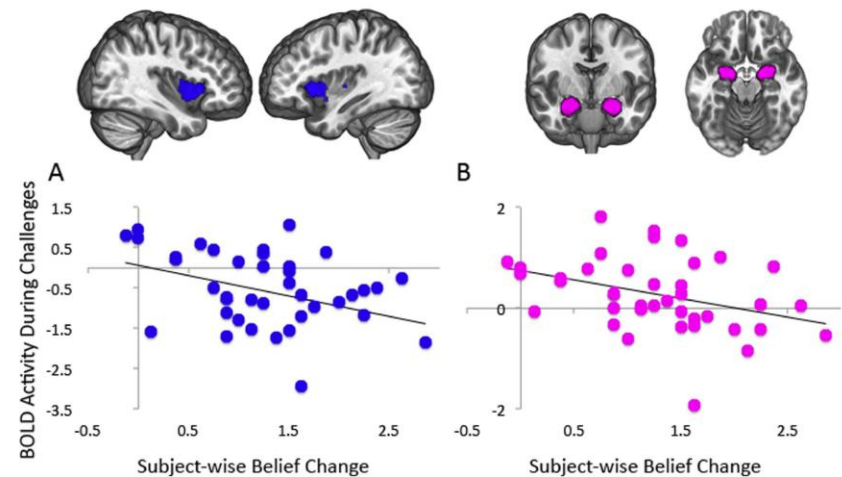 A
B
BOLD Activity During Challenges
1.5
0.5
-0.5
-1.5
-2.5
-3.5
-0.5 0.5 1.5 2.5
Subject-wise Belief Change
2
0
-2
-0.5 0.5 1.5 2.5
Subject-wise Belief Change